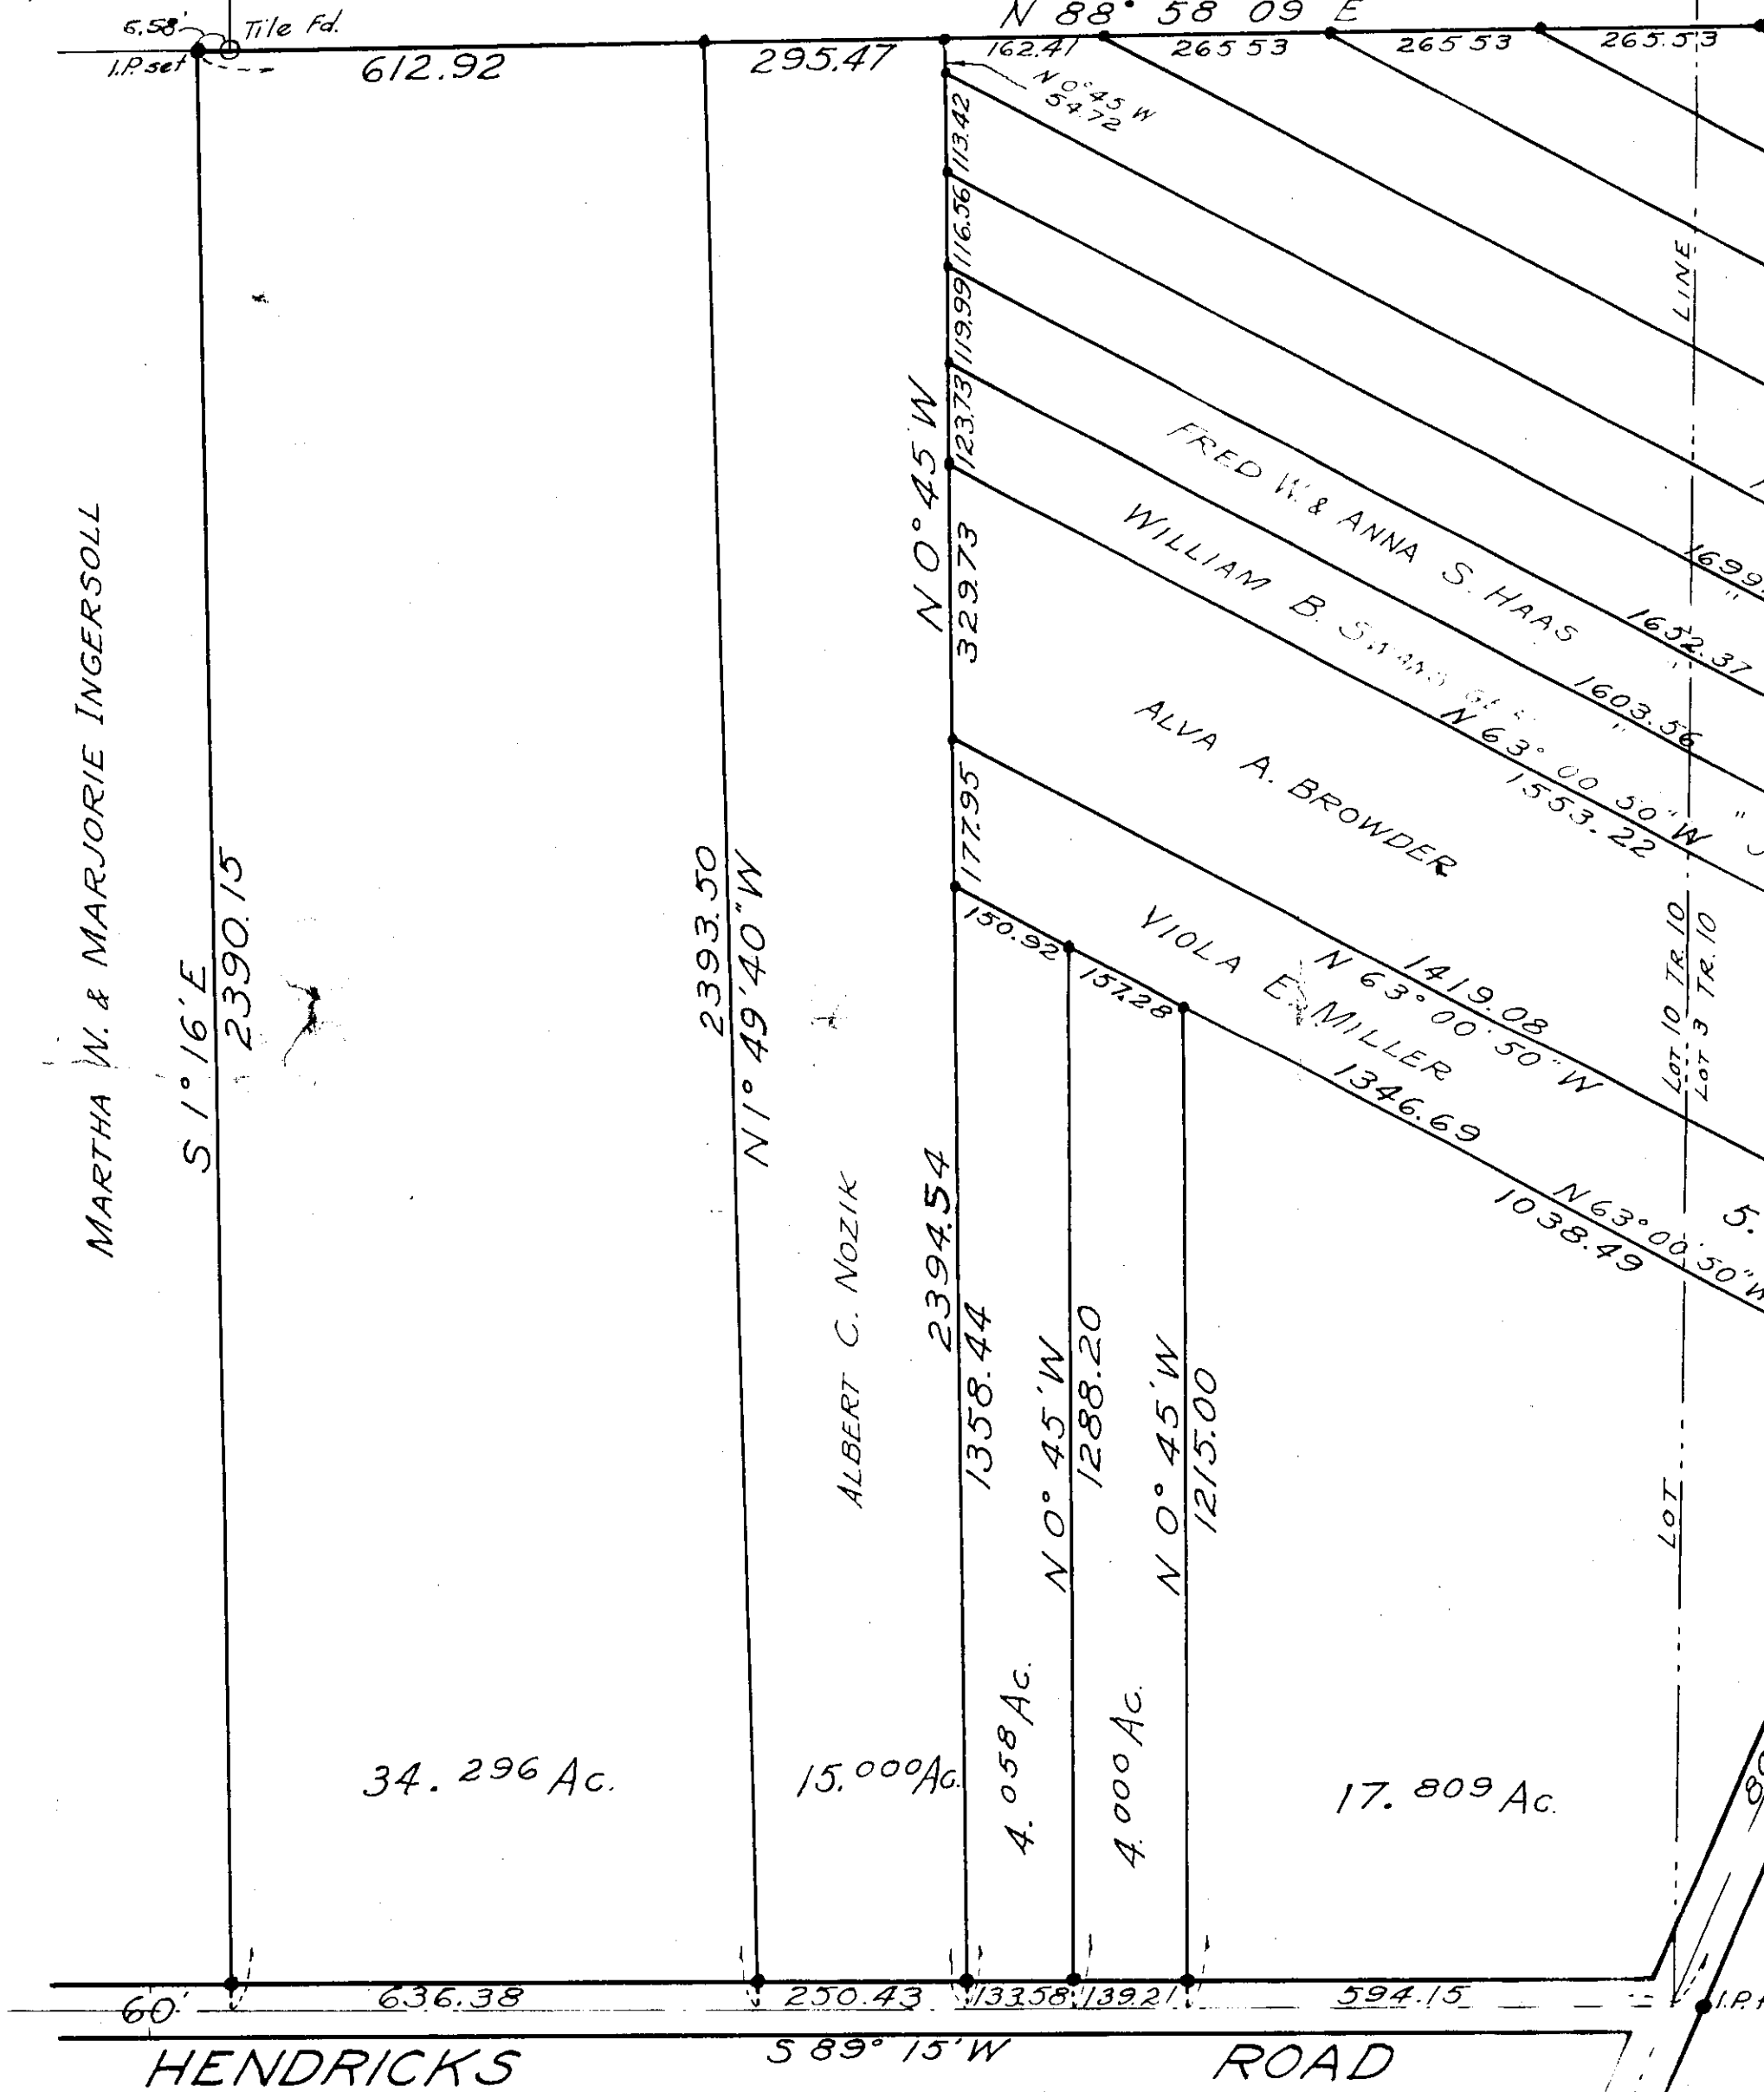 N 88° 58 09 E
6.58'
Tile Fd.
I.P. set
612.92
295.47
162.41
265 53
265 53
265.53
N 0° 45 W
54.72
113.42
116.56
119.99
123.73
N 0° 45 W
329.73
LINE
FRED W. & ANNA S. HAAS
WILLIAM B.
1652.37
"
1603.56
"
"
N 63° 00 50" W
1553.22
ALVA A. BROWDER
177.95
MARTHA W. & MARJORIE INGERSOLL
S 1° 16' E
2390.15
2393.50
N 1° 49' 40" W
150.92
157.28
VIOLA E. MILLER
1419.08
N 63° 00' 50" W
1346.69
LOT 10 TR. 10
LOT 3 TR. 10
N 63° 00' 50" W
1038.49
5.
ALBERT C. NOZIK
2394.54
1358.44
N 0° 45' W
1288.20
N 0° 45' W
1215.00
LOT
34.296 Ac.
15.000 Ac.
4.058 Ac.
4.000 Ac.
17.809 Ac.
60'
636.38
250.43
133.58
139.21
594.15
I.P.
S 89° 15' W
HENDRICKS ROAD